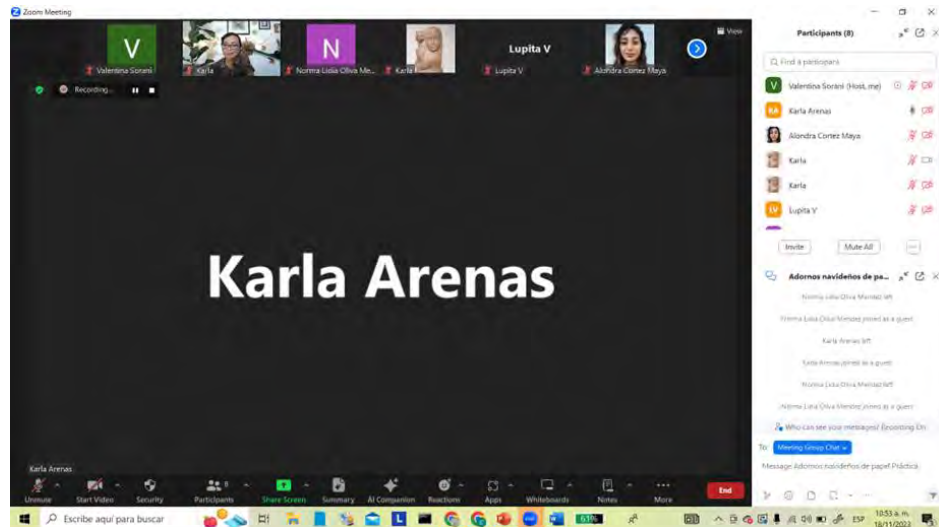 Zoom Meeting
View
V
N
Lupita V
Valentina Sorani
Karla
Norma Lidia Oliva Me...
Karla
Lupita V
Alondra Cortez Maya
Recording...
Karla Arenas
Karla Arenas
Unmute
Start Video
Security
Participants
8
Share Screen
Summary
AI Companion
Reactions
Apps
Whiteboards
Notes
More
End
Participants (8)
Find a participant
V
Valentina Sorani (Host, me)
Karla Arenas
Alondra Cortez Maya
Karla
Karla
LV
Lupita V
Invite
Mute All
Adornos navideños de pa...
Norma Lidia Oliva Mendez left
Norma Lidia Oliva Mendez joined as a guest
Karla Arenas left
Karla Arenas joined as a guest
Norma Lidia Oliva Mendez left
Norma Lidia Oliva Mendez joined as a guest
Who can see your messages? Recording On
To: Meeting Group Chat
Message Adornos navideños de papel Práctica
Escribe aquí para buscar
63%
ESP
10:53 a. m.
18/11/2023